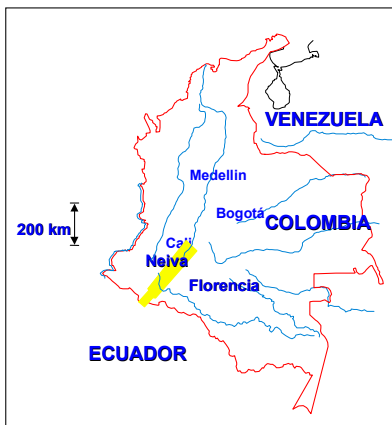 VENEZUELA
Medellin
Bogotá
COLOMBIA
200 km
Cali
Neiva
Florencia
ECUADOR